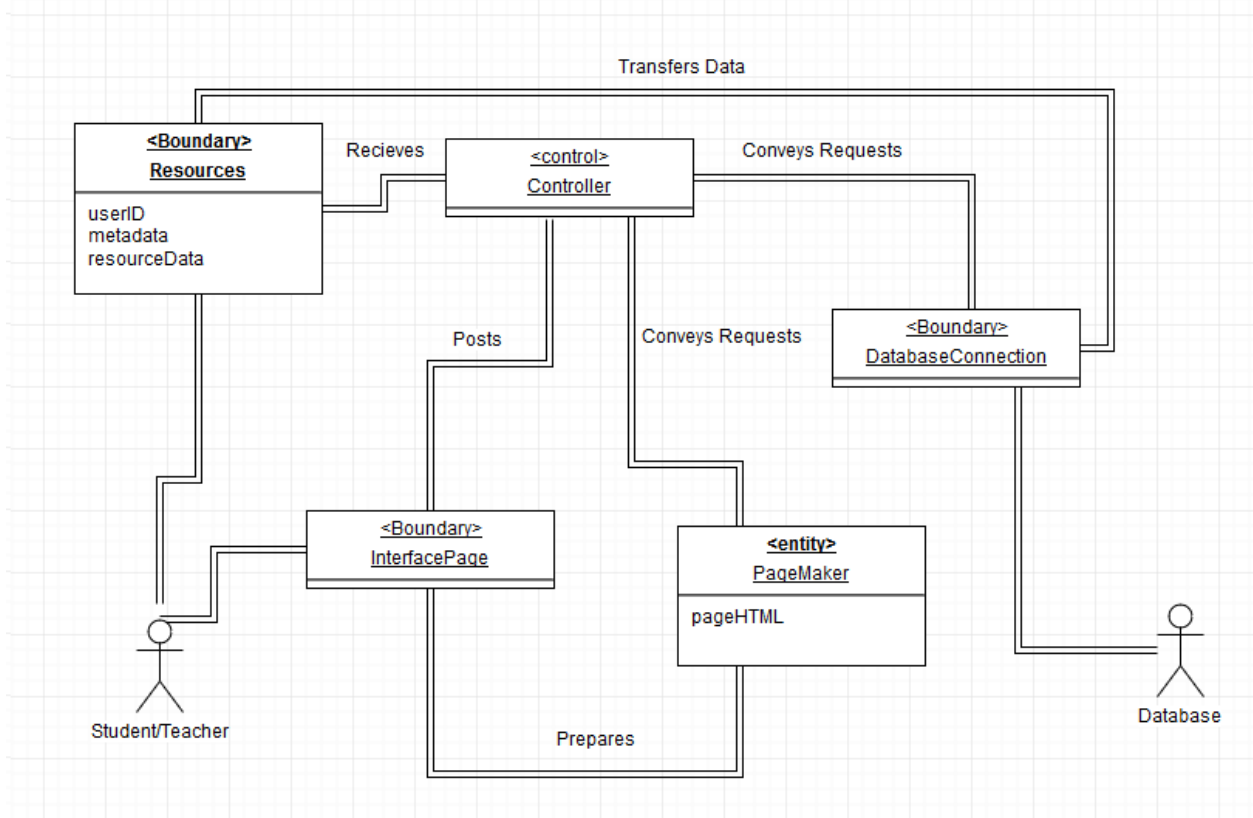 Transfers Data
<Boundary>
Resources
userID
metadata
resourceData
Recieves
<control>
Controller
Conveys Requests
Posts
Conveys Requests
<Boundary>
DatabaseConnection
<Boundary>
InterfacePage
<entity>
PageMaker
pageHTML
Student/Teacher
Database
Prepares